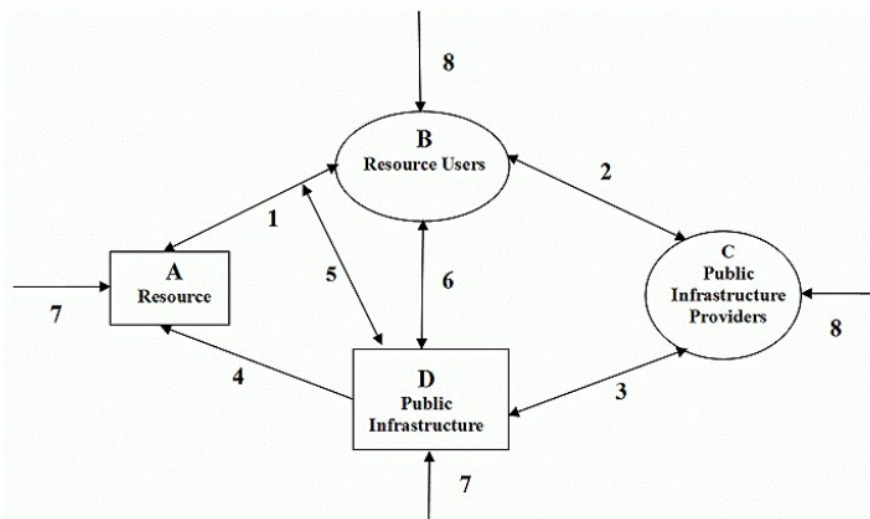 8
B
Resource Users
2
1
A
Resource
5
6
C
Public
Infrastructure
Providers
7
8
4
D
Public
Infrastructure
3
7